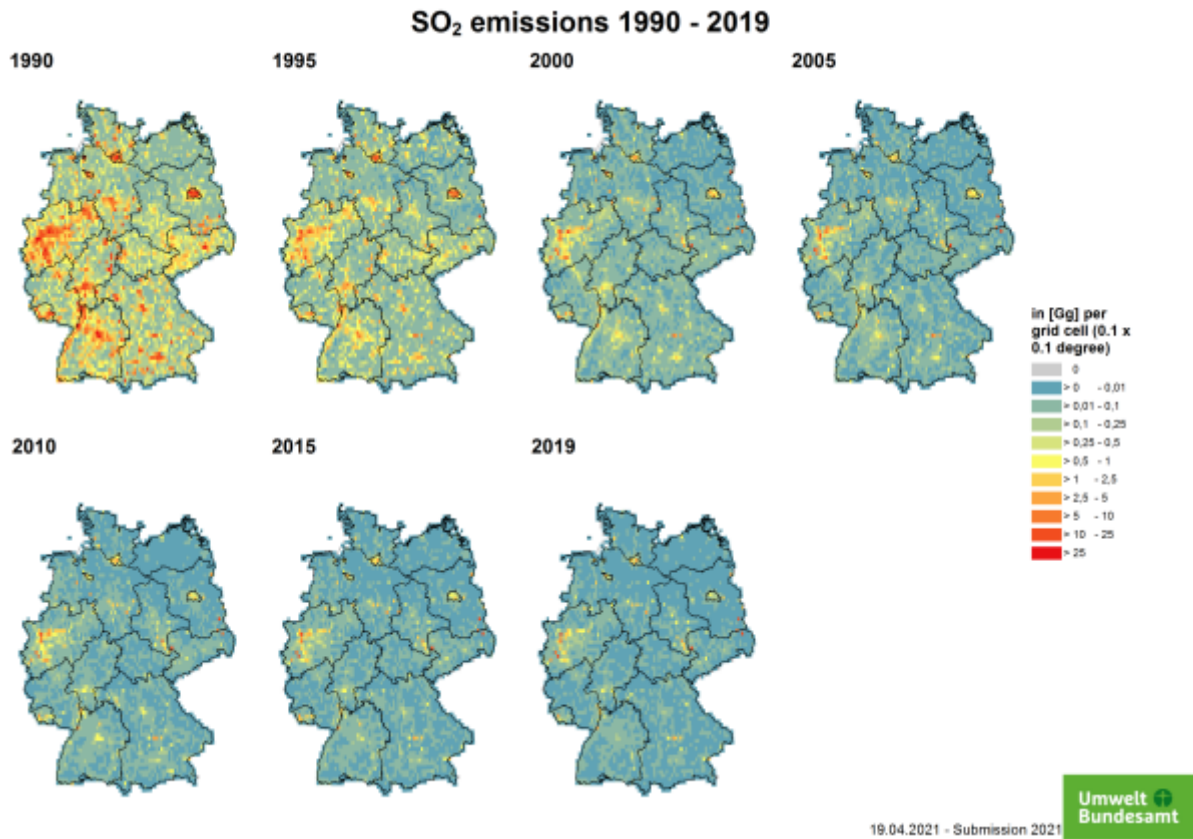 SO₂ emissions 1990 - 2019
1990
1995
2000
2005
in [Gg] per
grid cell (0.1 x
0.1 degree)
0
> 0 - 0,01
> 0,01 - 0,1
> 0,1 - 0,25
> 0,25 - 0,5
> 0,5 - 1
> 1 - 2,5
> 2,5 - 5
> 5 - 10
> 10 - 25
> 25
2010
2015
2019
Umwelt
Bundesamt
19.04.2021 - Submission 2021